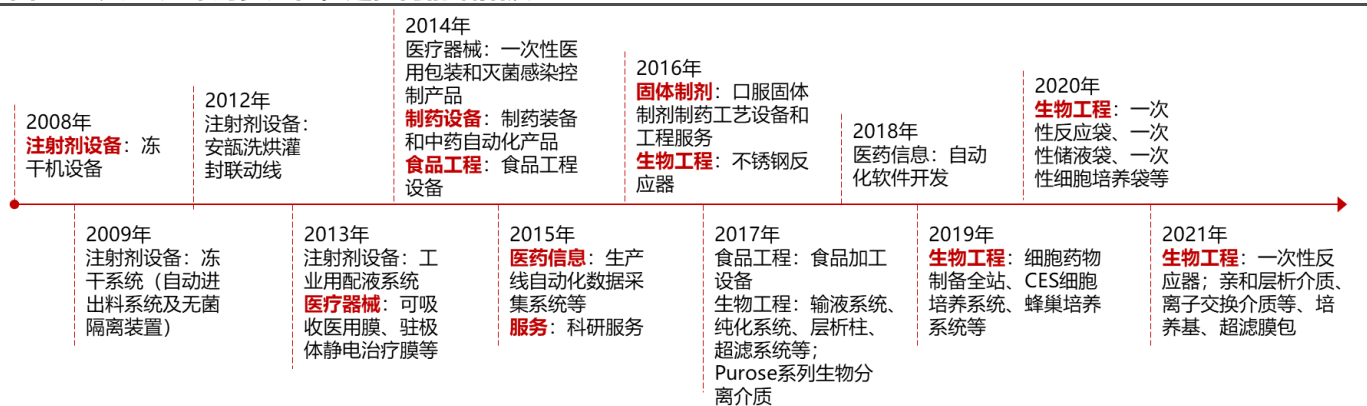 2008年
注射剂设备：冻
干机设备
2009年
注射剂设备：冻
干系统（自动进
出料系统及无菌
隔离装置）
2012年
注射剂设备：
安瓿洗烘灌
封联动线
2013年
注射剂设备：工
业用配液系统
医疗器械：可吸
收医用膜、驻极
体静电治疗膜等
2014年
医疗器械：一次性医
用包装和灭菌感染控
制产品
制药设备：制药装备
和中药自动化产品
食品工程：食品工程
设备
2015年
医药信息：生产
线自动化数据采
集系统等
服务：科研服务
2016年
固体制剂：口服固体
制剂制药工艺设备和
工程服务
生物工程：不锈钢反
应器
2017年
食品工程：食品加工
设备
生物工程：输液系统、
纯化系统、层析柱、
超滤系统等；
Purose系列生物分
离介质
2018年
医药信息：自动
化软件开发
2019年
生物工程：细胞药物
制备全站、CES细胞
培养系统、蜂巢培养
系统等
2020年
生物工程：一次
性反应袋、一次
性储液袋、一次
性细胞培养袋等
2021年
生物工程：一次性反
应器；亲和层析介质、
离子交换介质等、培
养基、超滤膜包